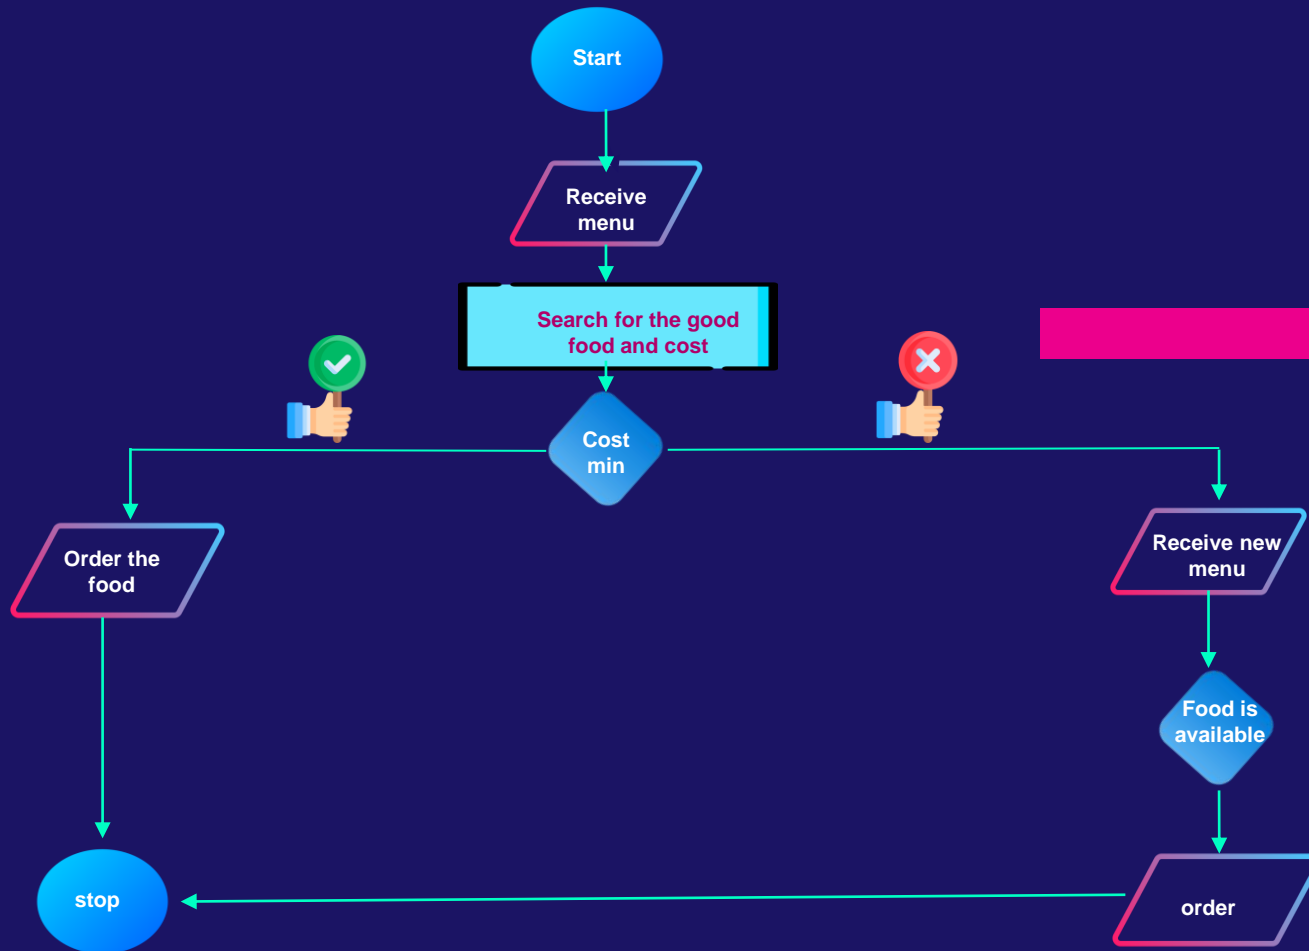 Start
Receive
menu
Search for the good
food and cost
Cost
min
Order the
food
Receive new
menu
Food is
available
stop
order